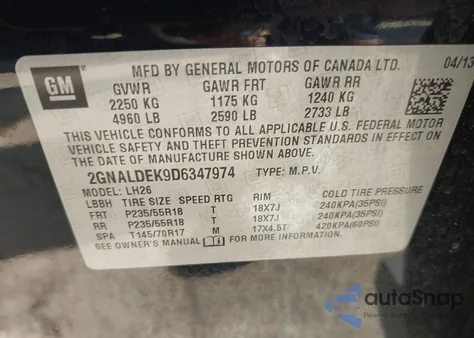 GM
MFD BY GENERAL MOTORS OF CANADA LTD. 04/13
GVWR GAWR FRT GAWR RR
2250 KG 1175 KG 1240 KG
4960 LB 2590 LB 2733 LB
THIS VEHICLE CONFORMS TO ALL APPLICABLE U.S. FEDERAL MOTOR
VEHICLE SAFETY AND THEFT PREVENTION STANDARDS IN
EFFECT ON THE DATE OF MANUFACTURE SHOWN ABOVE.
2GNALDEK9D6347974 TYPE: M.P.V.
MODEL: LH26
LBBH TIRE SIZE SPEED RTG RIM COLD TIRE PRESSURE
FRT P235/55R18 T 18X7J 240KPA(35PSI)
RR P235/55R18 T 18X7J 240KPA(35PSI)
SPA T145/70R17 M 17X4.5T 420KPA(60PSI)
SEE OWNER'S MANUAL FOR MORE INFORMATION
autoSnap